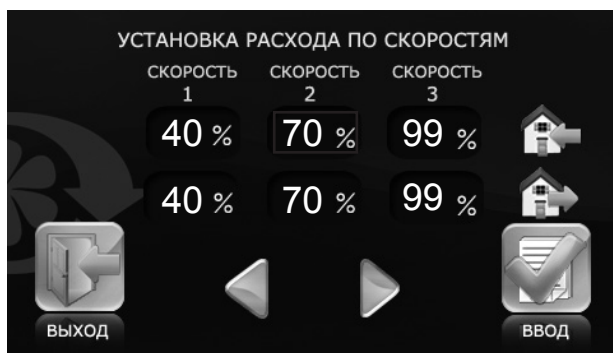 УСТАНОВКА РАСХОДА ПО СКОРОСТЯМ
СКОРОСТЬ 1 СКОРОСТЬ 2 СКОРОСТЬ 3
40 % 70 % 99 %
40 % 70 % 99 %
ВЫХОД ВВОД